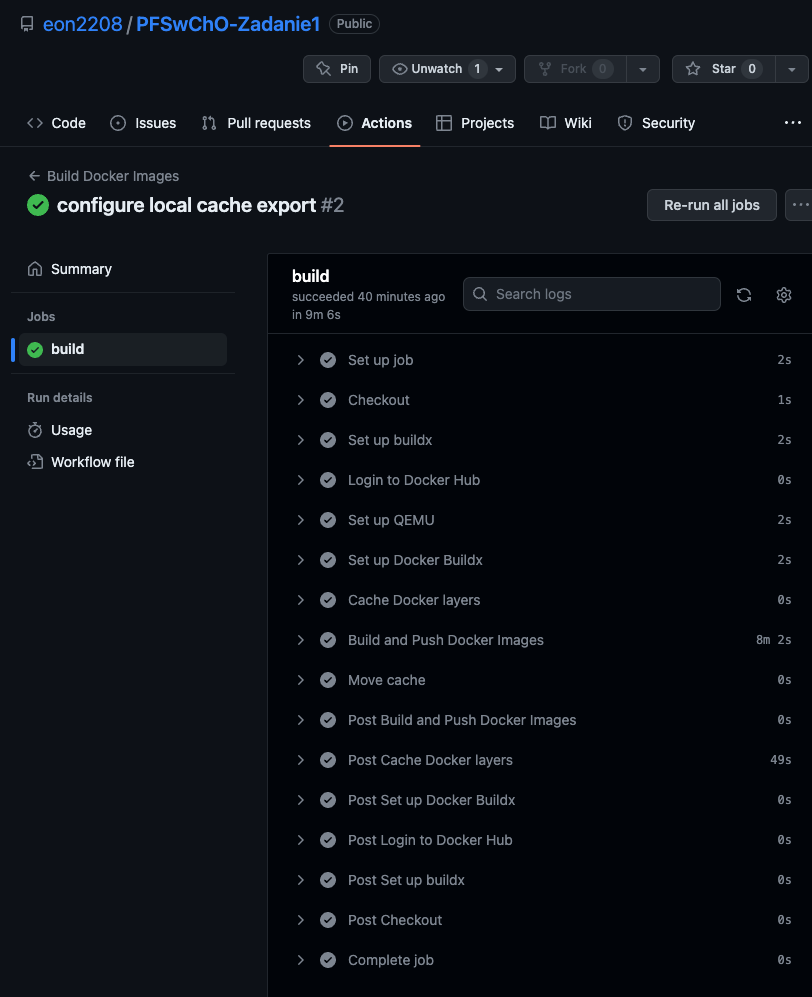 eon2208 / PFSwChO-Zadanie1 Public
Pin Unwatch 1 Fork 0 Star 0
Code Issues Pull requests Actions Projects Wiki Security
Build Docker Images
configure local cache export #2
Re-run all jobs
Summary
Jobs
build
Run details
Usage
Workflow file
build
succeeded 40 minutes ago
in 9m 6s
Search logs
Set up job 2s
Checkout 1s
Set up buildx 2s
Login to Docker Hub 0s
Set up QEMU 2s
Set up Docker Buildx 2s
Cache Docker layers 0s
Build and Push Docker Images 8m 2s
Move cache 0s
Post Build and Push Docker Images 0s
Post Cache Docker layers 49s
Post Set up Docker Buildx 0s
Post Login to Docker Hub 0s
Post Set up buildx 0s
Post Checkout 0s
Complete job 0s